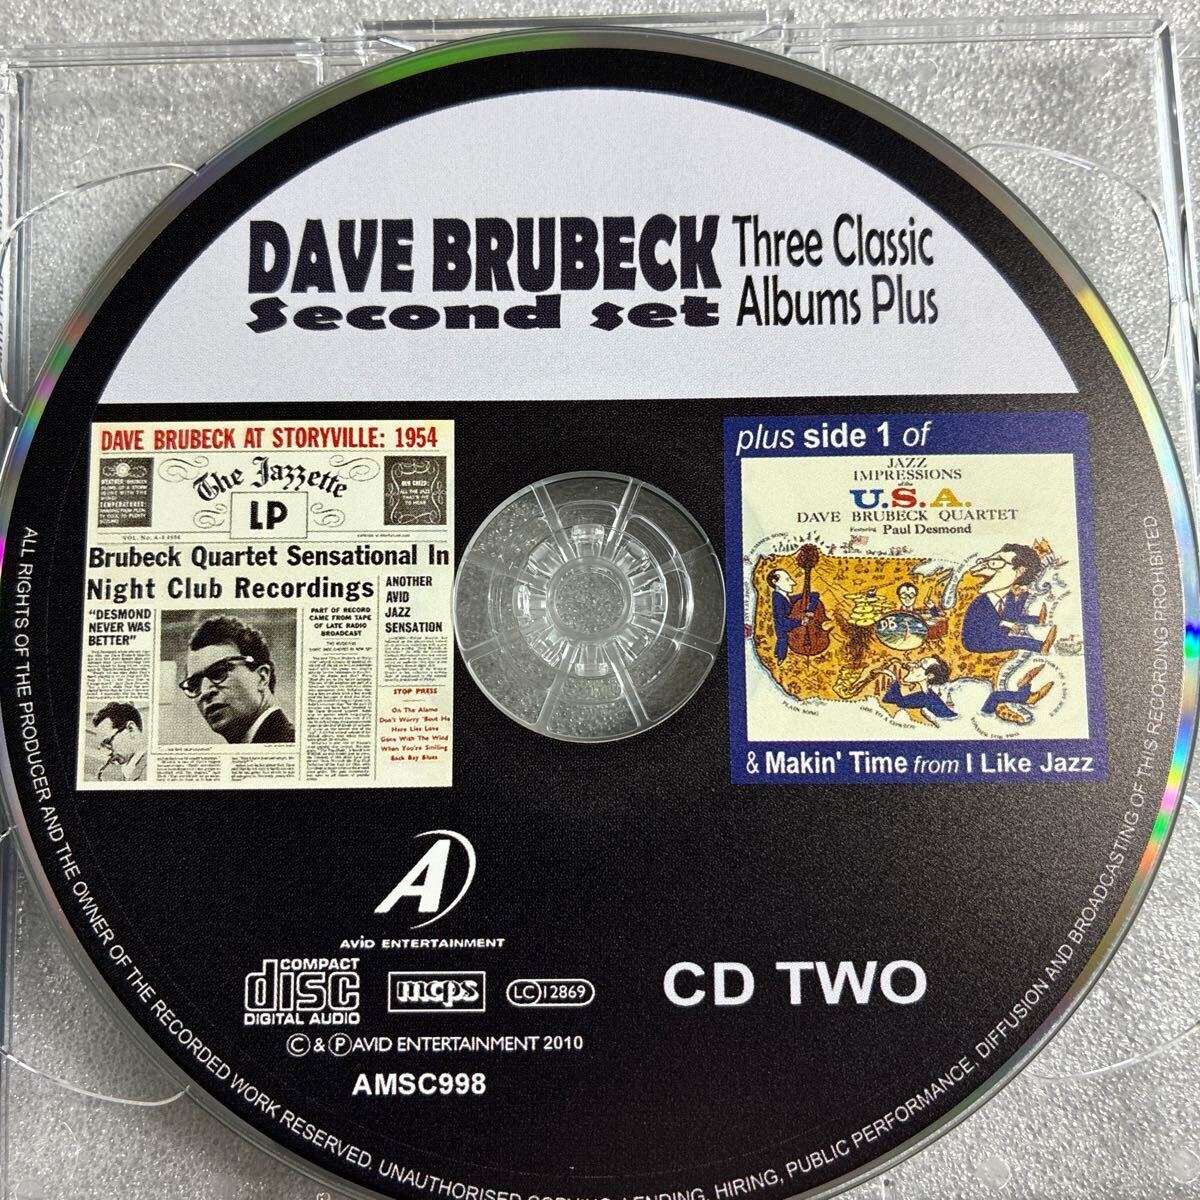 DAVE BRUBECK
Second set
Three Classic
Albums Plus
DAVE BRUBECK AT STORYVILLE: 1954
The Jazzette
LP
Brubeck Quartet Sensational In
Night Club Recordings
"DESMOND
NEVER WAS
BETTER"
PART OF RECORD
CAME FROM TAPE
OF LATE RADIO
BROADCAST
ANOTHER
AVID
JAZZ
SENSATION
STOP PRESS
On The Alamo
Don't Worry 'Bout Me
Here Lies Love
Gone With The Wind
When You're Smiling
Back Bay Blues
plus side 1 of
JAZZ
IMPRESSIONS
of the
U.S.A.
DAVE BRUBECK QUARTET
Featuring Paul Desmond
DB
PLAIN SONG
& Makin' Time from I Like Jazz
A
AVID ENTERTAINMENT
COMPACT
disc
DIGITAL AUDIO
mcps
LC 12869
CD TWO
© & ℗ AVID ENTERTAINMENT 2010
AMSC998
ALL RIGHTS OF THE PRODUCER AND THE OWNER OF THE RECORDED WORK RESERVED. UNAUTHORISED COPYING, LENDING, HIRING, PUBLIC PERFORMANCE, DIFFUSION AND BROADCASTING OF THIS RECORDING PROHIBITED